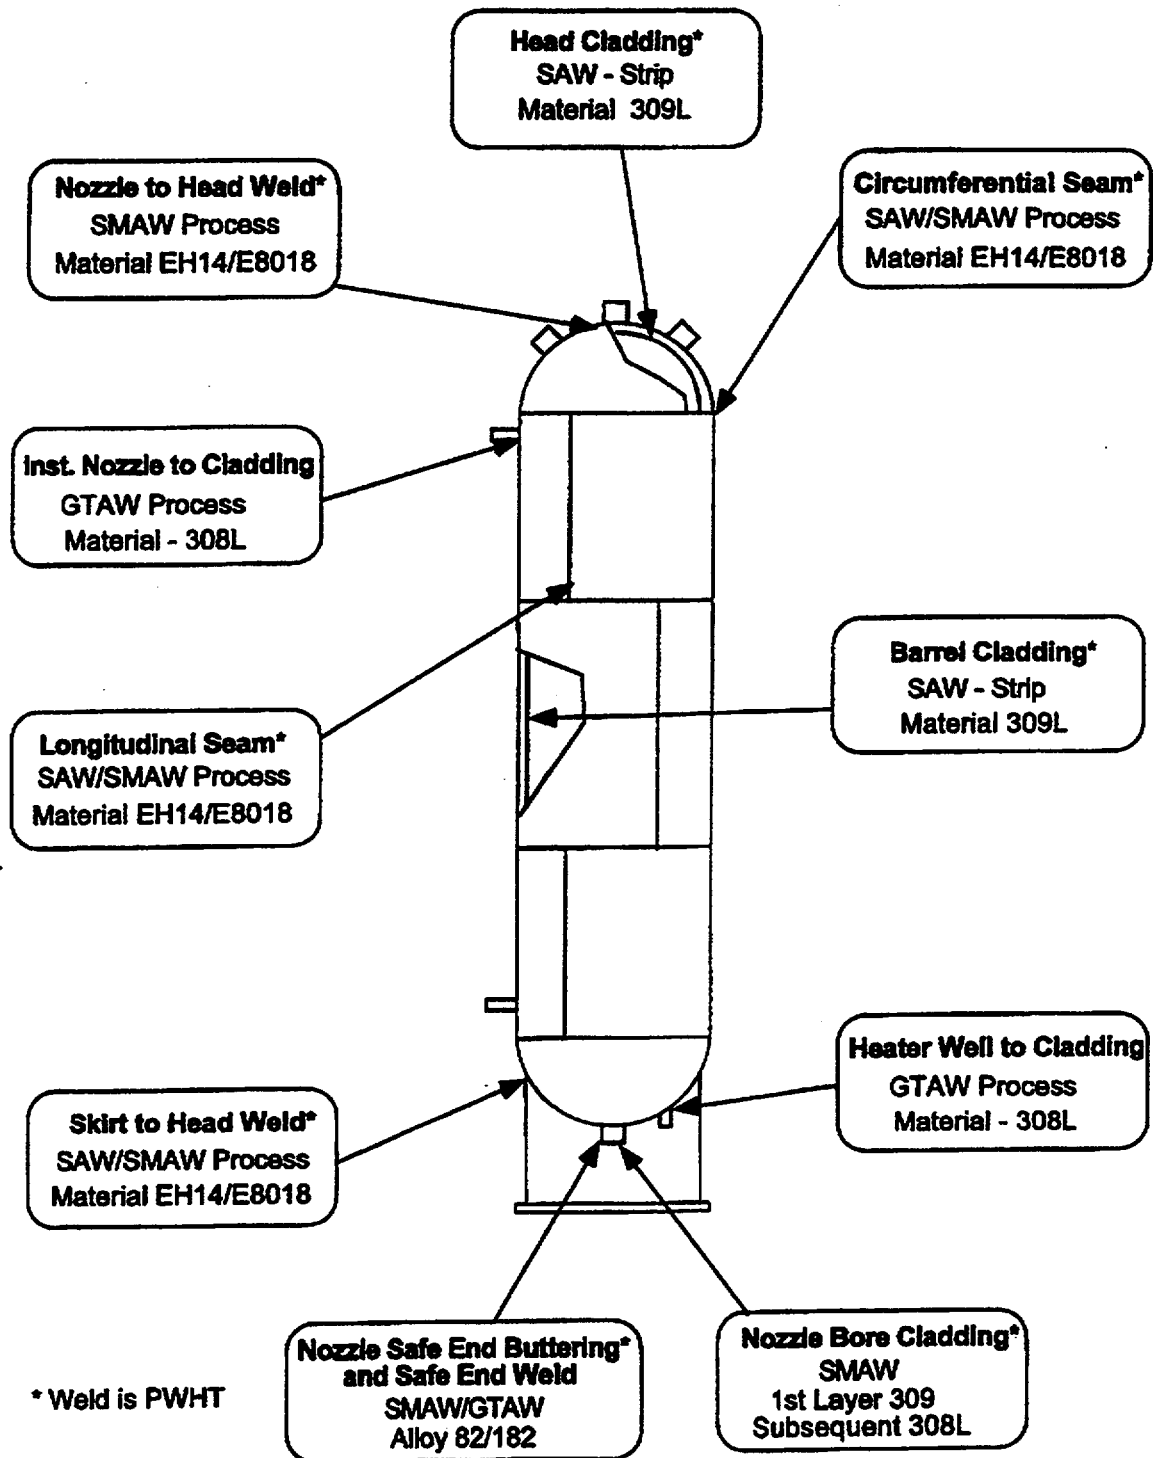 Head Cladding*
SAW - Strip
Material 309L
Nozzle to Head Weld*
SMAW Process
Material EH14/E8018
Circumferential Seam*
SAW/SMAW Process
Material EH14/E8018
Inst. Nozzle to Cladding
GTAW Process
Material - 308L
Barrel Cladding*
SAW - Strip
Material 309L
Longitudinal Seam*
SAW/SMAW Process
Material EH14/E8018
Heater Well to Cladding
GTAW Process
Material - 308L
Skirt to Head Weld*
SAW/SMAW Process
Material EH14/E8018
Nozzle Safe End Buttering*
and Safe End Weld
SMAW/GTAW
Alloy 82/182
Nozzle Bore Cladding*
SMAW
1st Layer 309
Subsequent 308L
* Weld is PWHT